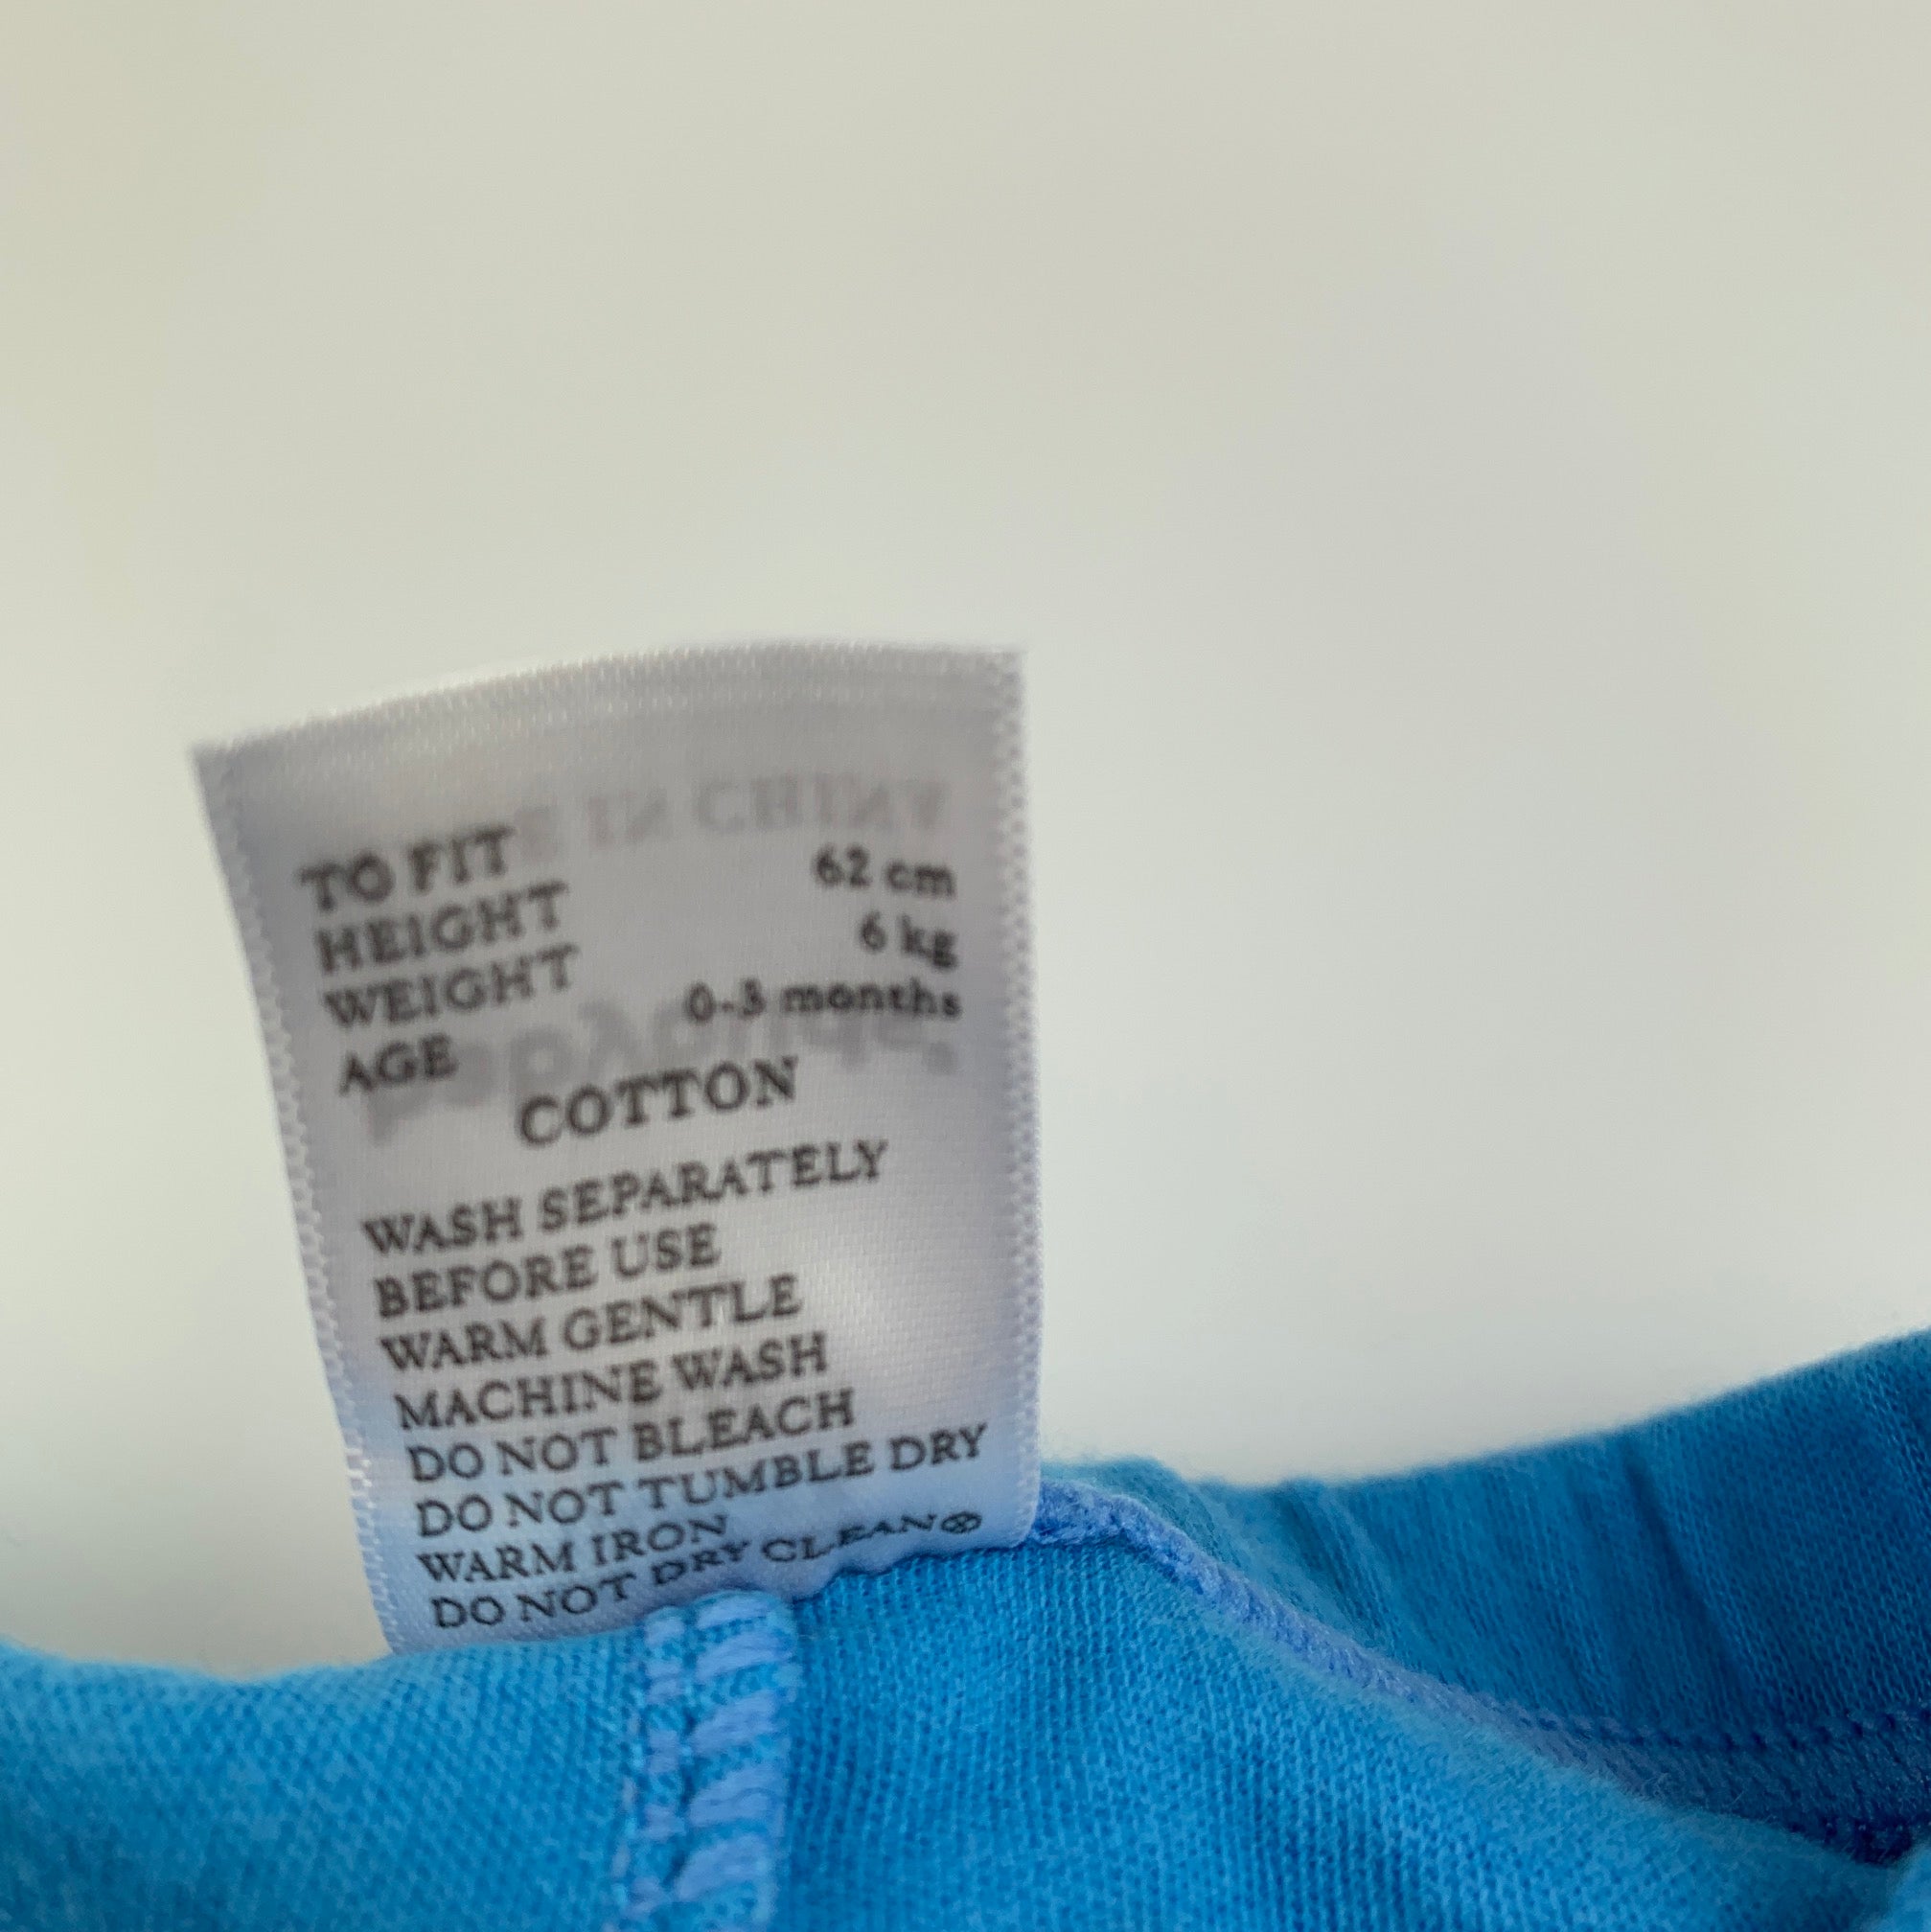 TO FIT
HEIGHT 62 cm
WEIGHT 6 kg
AGE 0-3 months
COTTON
WASH SEPARATELY
BEFORE USE
WARM GENTLE
MACHINE WASH
DO NOT BLEACH
DO NOT TUMBLE DRY
WARM IRON
DO NOT DRY CLEAN